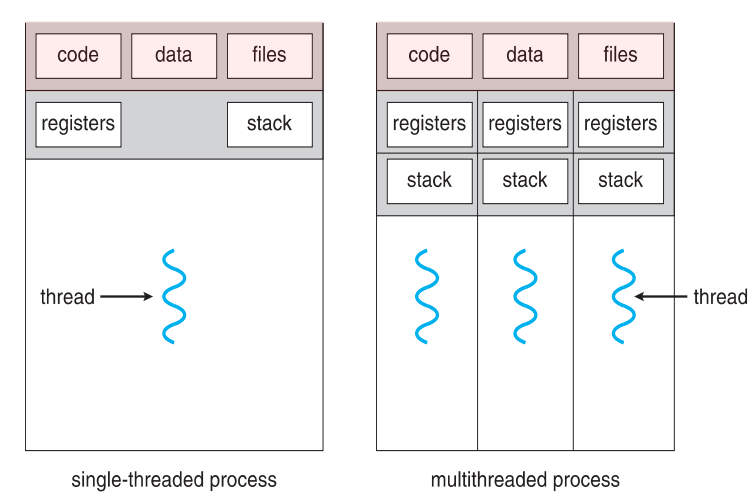 code data files
registers stack
thread
single-threaded process
code data files
registers registers registers
stack stack stack
thread
multithreaded process